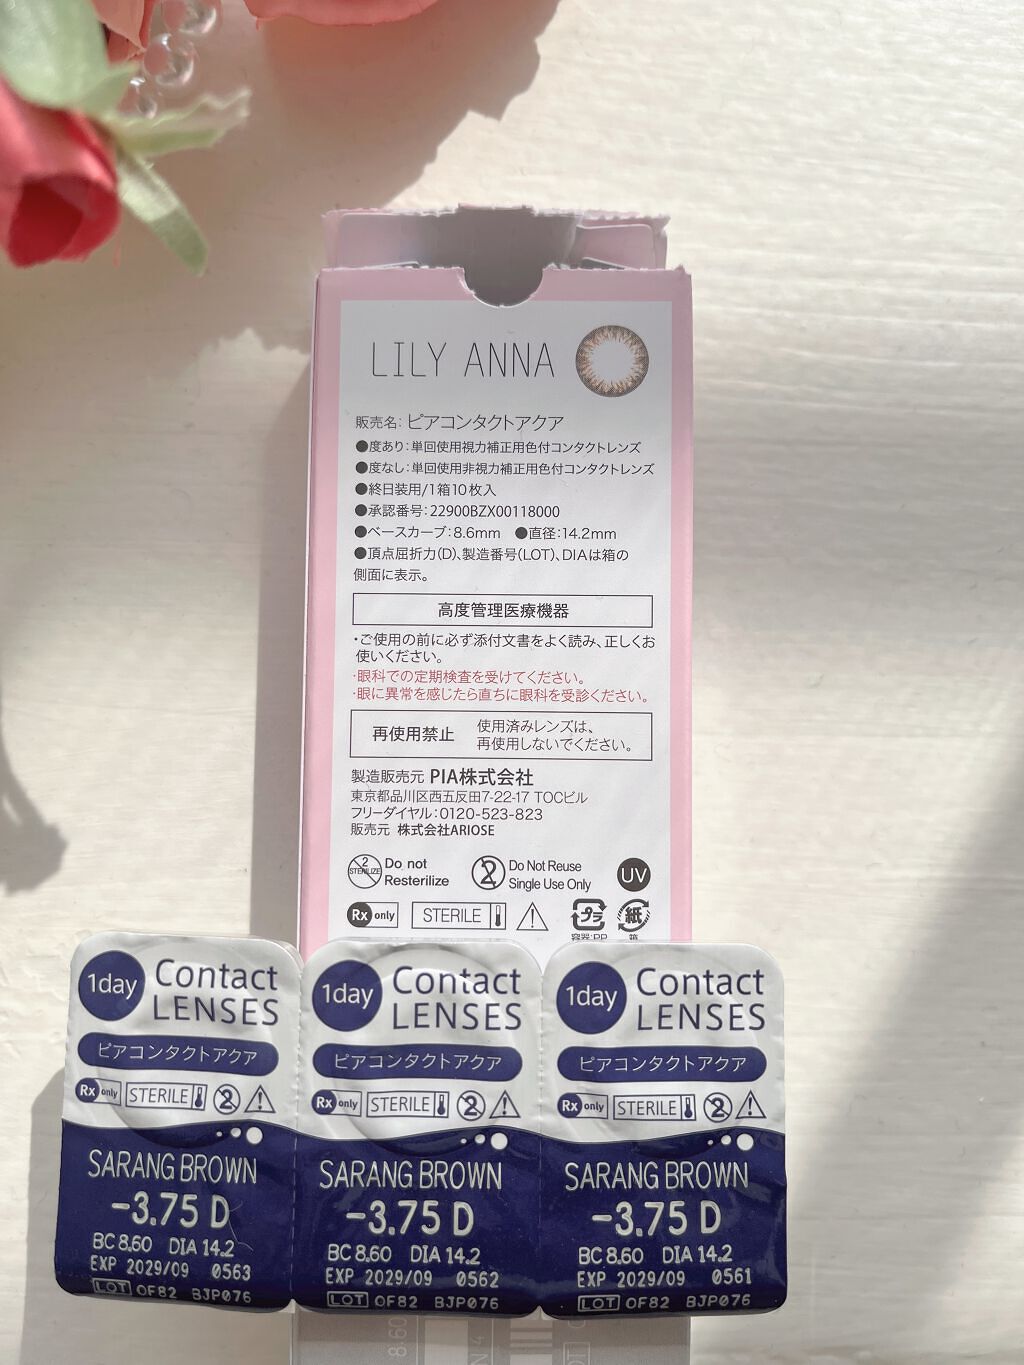 LILY ANNA
販売名: ピアコンタクトアクア
●度あり:単回使用視力補正用色付コンタクトレンズ
●度なし:単回使用非視力補正用色付コンタクトレンズ
●終日装用/1箱10枚入
●承認番号:22900BZX00118000
●ベースカーブ:8.6mm ●直径:14.2mm
●頂点屈折力(D)、製造番号(LOT)、DIAは箱の
側面に表示。
高度管理医療機器
・ご使用の前に必ず添付文書をよく読み、正しくお
使いください。
・眼科での定期検査を受けてください。
・眼に異常を感じたら直ちに眼科を受診ください。
再使用禁止
使用済みレンズは、
再使用しないでください。
製造販売元 PIA株式会社
東京都品川区西五反田7-22-17 TOCビル
フリーダイヤル:0120-523-823
販売元 株式会社ARIOSE
2 STERILIZE
Do not
Resterilize
2
Do Not Reuse
Single Use Only
UV
Rx only
STERILE
プラ
紙
容器:PP
箱
1day
Contact
LENSES
ピアコンタクトアクア
Rx only STERILE 2
SARANG BROWN
-3.75 D
BC 8.60 DIA 14.2
EXP 2029/09 0563
LOT OF82 BJP076
1day
Contact
LENSES
ピアコンタクトアクア
Rx only STERILE 2
SARANG BROWN
-3.75 D
BC 8.60 DIA 14.2
EXP 2029/09 0562
LOT OF82 BJP076
1day
Contact
LENSES
ピアコンタクトアクア
Rx only STERILE 2
SARANG BROWN
-3.75 D
BC 8.60 DIA 14.2
EXP 2029/09 0561
LOT OF82 BJP076
8.60